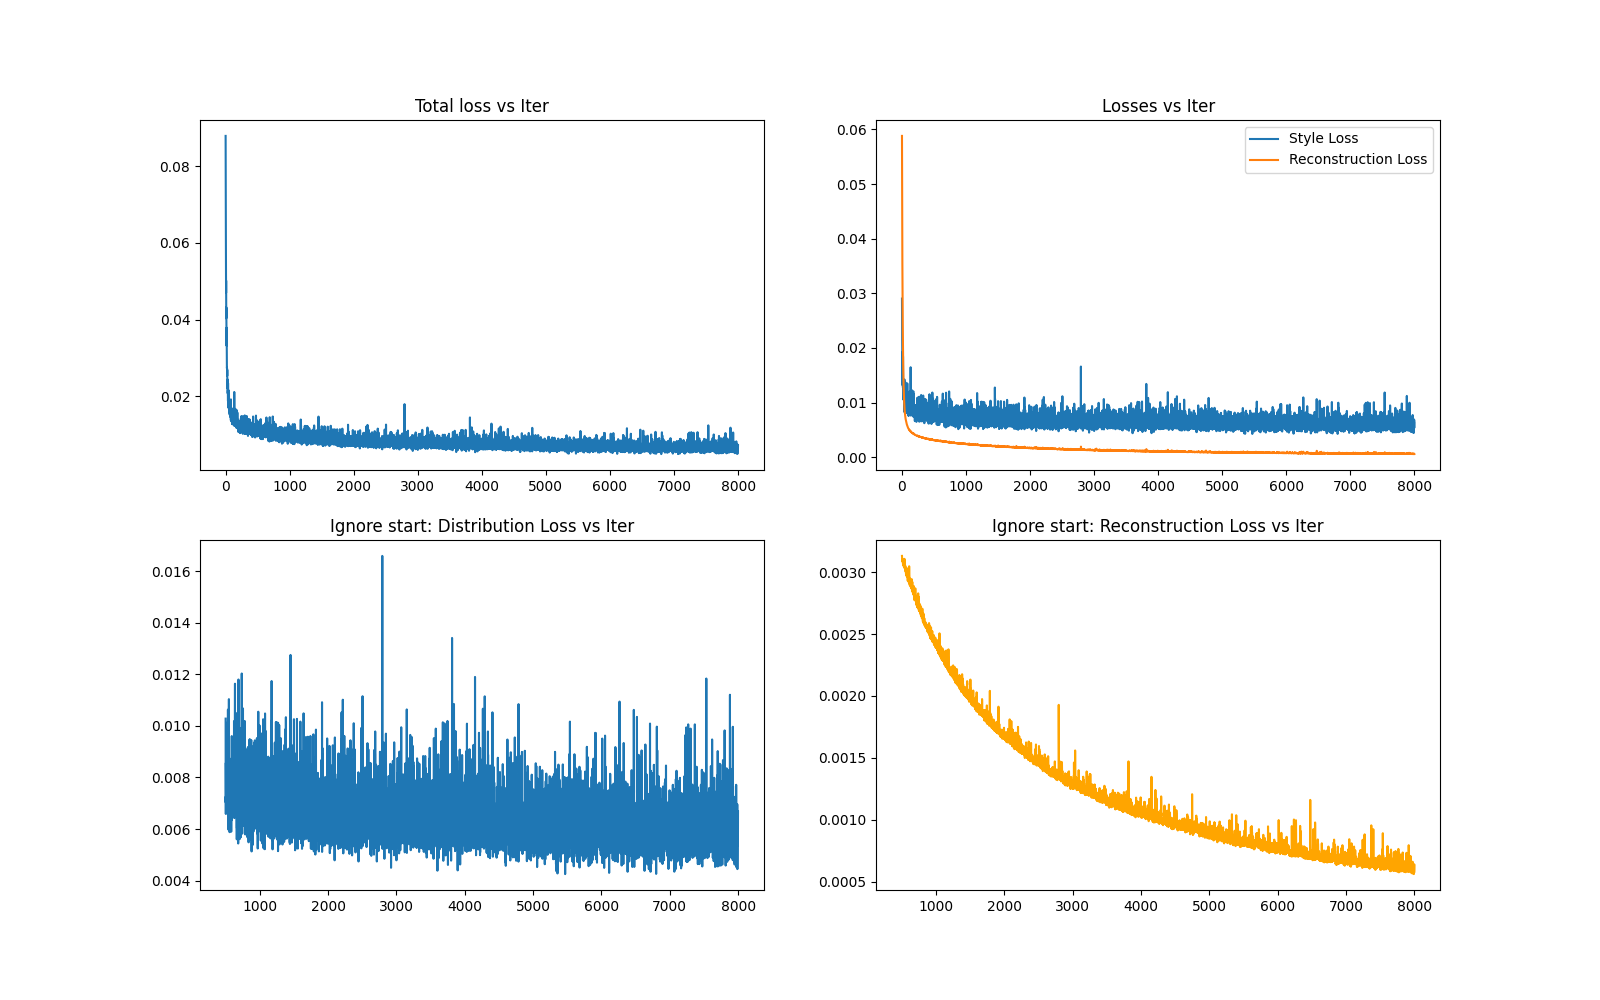 Total loss vs Iter
0.08
0.06
0.04
0.02
0 1000 2000 3000 4000 5000 6000 7000 8000
Losses vs Iter
Style Loss
Reconstruction Loss
0.06
0.05
0.04
0.03
0.02
0.01
0.00
0 1000 2000 3000 4000 5000 6000 7000 8000
Ignore start: Distribution Loss vs Iter
0.016
0.014
0.012
0.010
0.008
0.006
0.004
1000 2000 3000 4000 5000 6000 7000 8000
Ignore start: Reconstruction Loss vs Iter
0.0030
0.0025
0.0020
0.0015
0.0010
0.0005
1000 2000 3000 4000 5000 6000 7000 8000